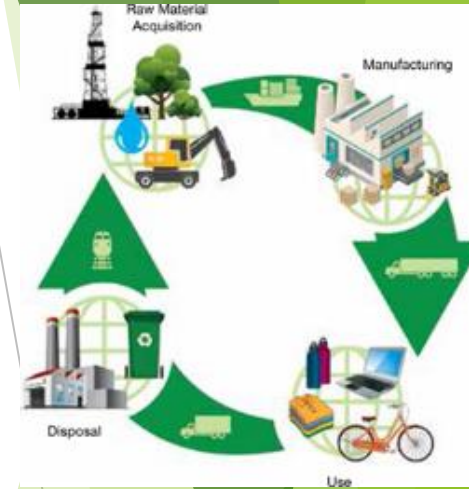 Raw Material
Acquisition
Manufacturing
Use
Disposal